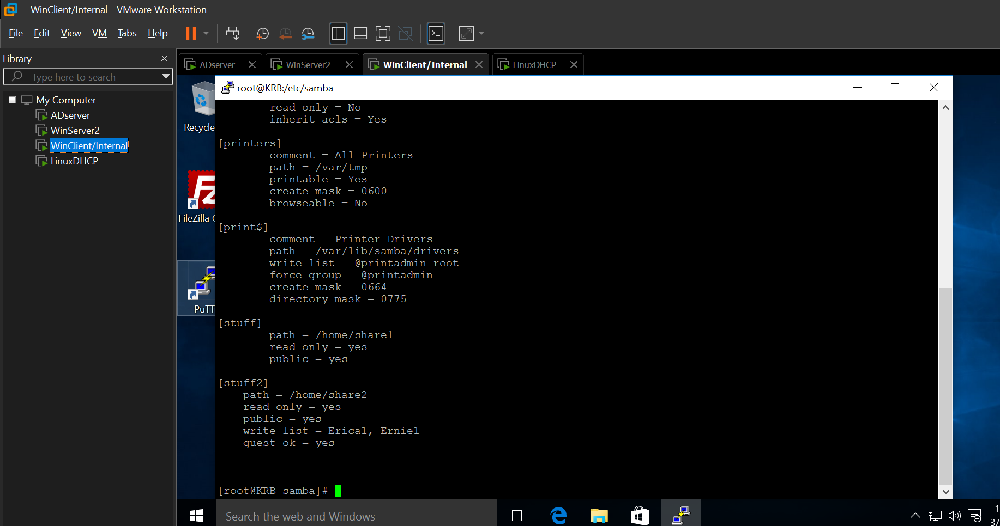 WinClient/Internal - VMware Workstation
File Edit View VM Tabs Help
Library
Type here to search
My Computer
ADserver
WinServer2
WinClient/Internal
LinuxDHCP
ADserver
WinServer2
WinClient/Internal
LinuxDHCP
Recycle
FileZilla
PuTT
root@KRB:/etc/samba
read only = No
inherit acls = Yes
[printers]
comment = All Printers
path = /var/tmp
printable = Yes
create mask = 0600
browseable = No
[print$]
comment = Printer Drivers
path = /var/lib/samba/drivers
write list = @printadmin root
force group = @printadmin
create mask = 0664
directory mask = 0775
[stuff]
path = /home/share1
read only = yes
public = yes
[stuff2]
path = /home/share2
read only = yes
public = yes
write list = Erica1, Ernie1
guest ok = yes
[root@KRB samba]#
Search the web and Windows
1
3/